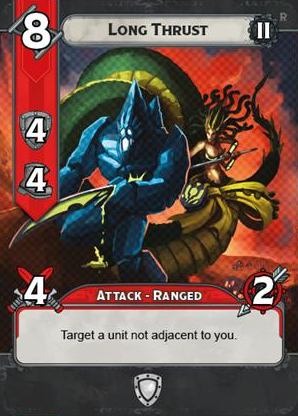 8
LONG THRUST
II
R
4
4
4
ATTACK - RANGED
2
Target a unit not adjacent to you.